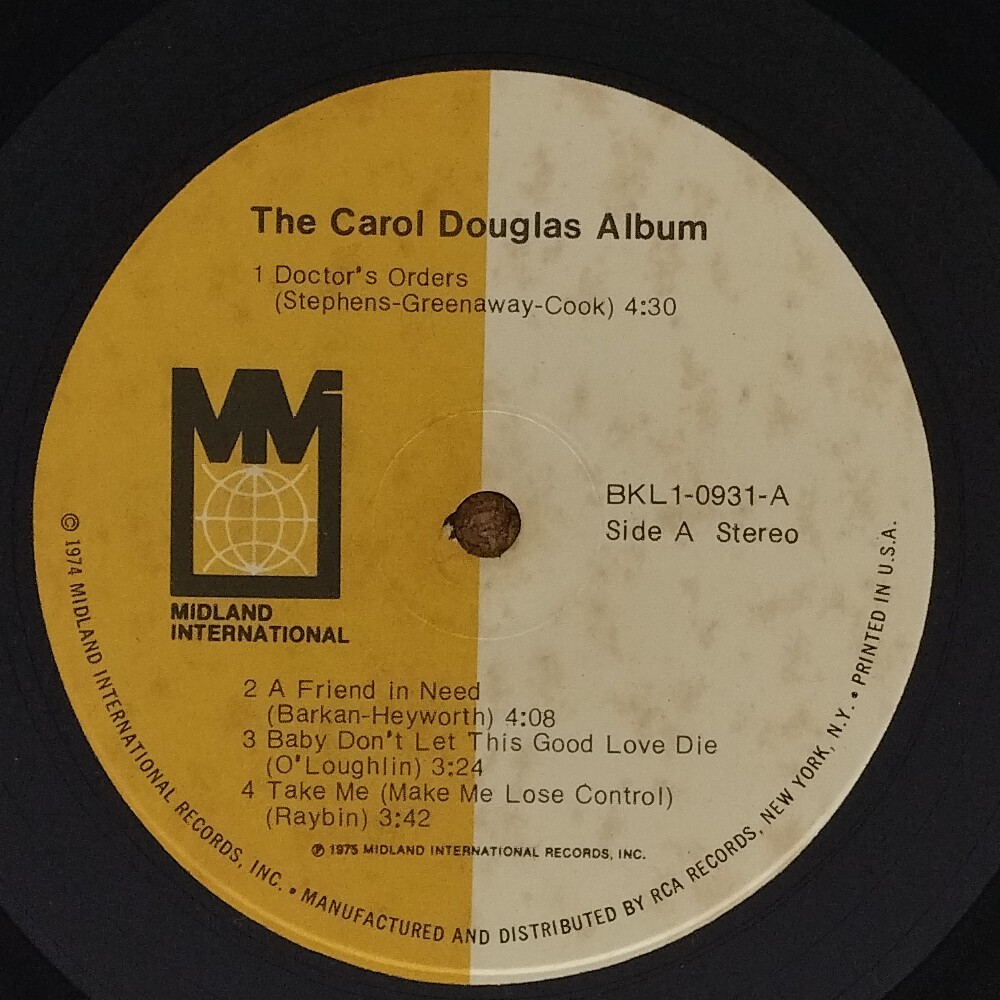 The Carol Douglas Album
1 Doctor's Orders
(Stephens-Greenaway-Cook) 4:30
MM
MIDLAND
INTERNATIONAL
BKL1-0931-A
Side A Stereo
2 A Friend in Need
(Barkan-Heyworth) 4:08
3 Baby Don't Let This Good Love Die
(O'Loughlin) 3:24
4 Take Me (Make Me Lose Control)
(Raybin) 3:42
℗ 1975 MIDLAND INTERNATIONAL RECORDS, INC.
© 1974 MIDLAND INTERNATIONAL RECORDS, INC. • MANUFACTURED AND DISTRIBUTED BY RCA RECORDS, NEW YORK, N.Y. • PRINTED IN U.S.A.